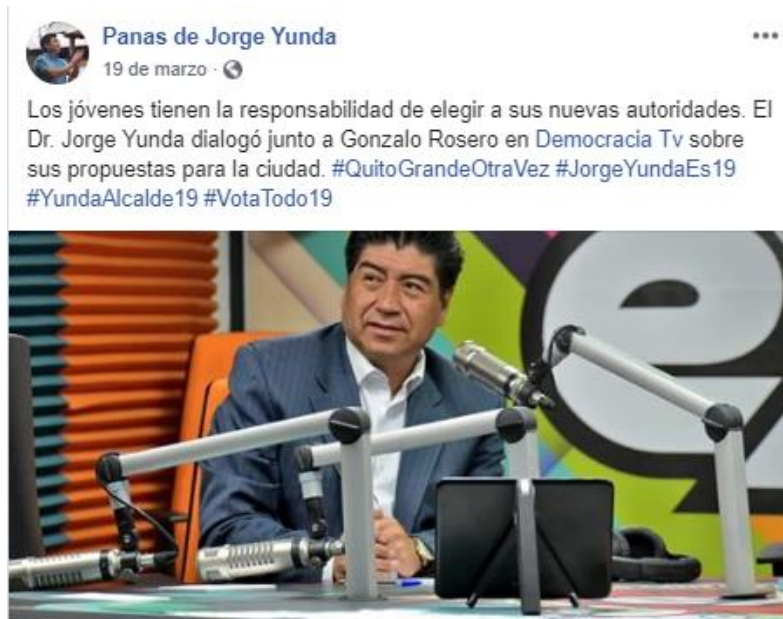 Panas de Jorge Yunda
19 de marzo ·
Los jóvenes tienen la responsabilidad de elegir a sus nuevas autoridades. El
Dr. Jorge Yunda dialogó junto a Gonzalo Rosero en Democracia Tv sobre
sus propuestas para la ciudad. #QuitoGrandeOtraVez #JorgeYundaEs19
#YundaAlcalde19 #VotaTodo19